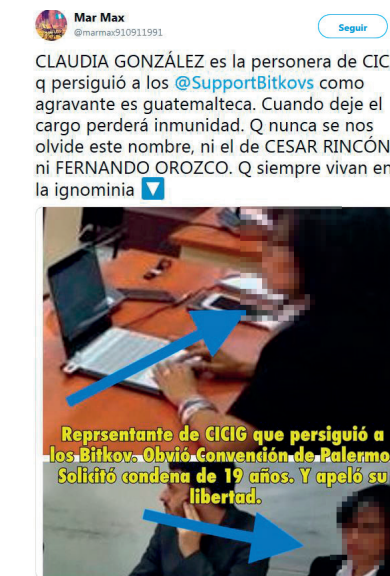 Mar Max
@marmax910911991
Seguir
CLAUDIA GONZÁLEZ es la personera de CIC
q persiguió a los @SupportBitkovs como
agravante es guatemalteca. Cuando deje el
cargo perderá inmunidad. Q nunca se nos
olvide este nombre, ni el de CESAR RINCÓN
ni FERNANDO OROZCO. Q siempre vivan en
la ignominia
Reprsentante de CICIG que persiguió a
los Bitkov. Obvió Convención de Palermo
Solicitó condena de 19 años. Y apeló su
libertad.